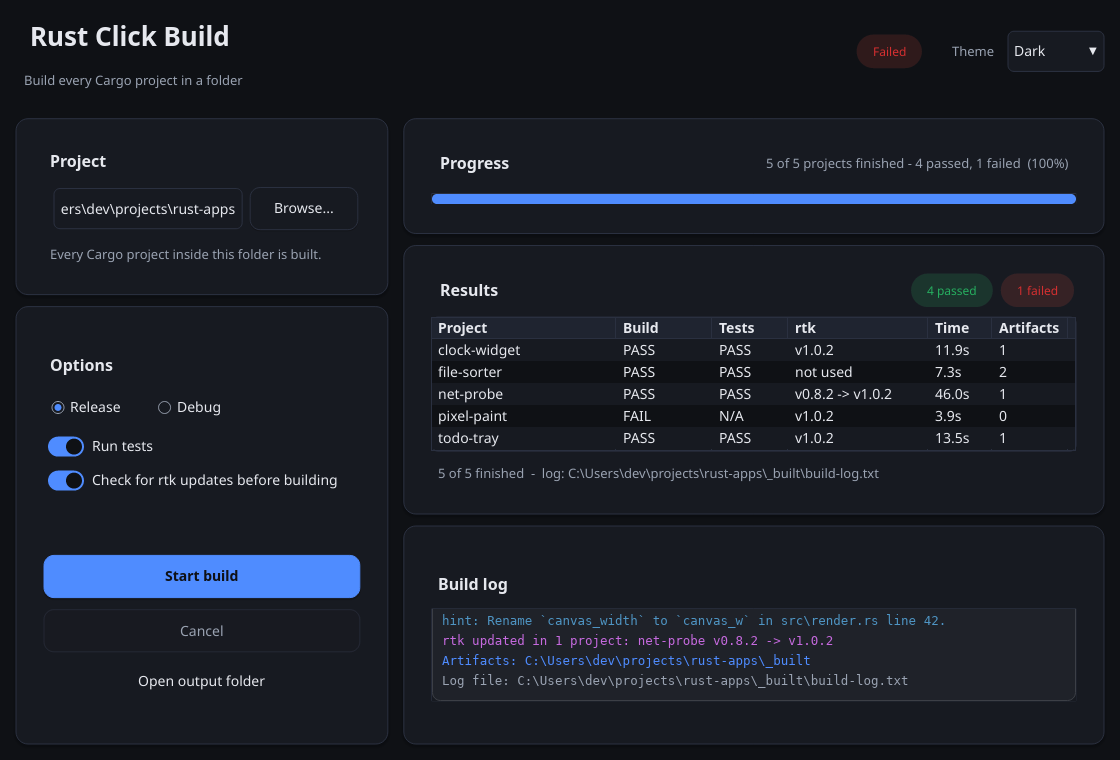 Rust Click Build
Build every Cargo project in a folder
Failed
Theme
Dark
Project
ers\dev\projects\rust-apps
Browse...
Every Cargo project inside this folder is built.
Options
Release
Debug
Run tests
Check for rtk updates before building
Start build
Cancel
Open output folder
Progress
5 of 5 projects finished - 4 passed, 1 failed (100%)
Results
4 passed
1 failed
Project Build Tests rtk Time Artifacts
clock-widget PASS PASS v1.0.2 11.9s 1
file-sorter PASS PASS not used 7.3s 2
net-probe PASS PASS v0.8.2 -> v1.0.2 46.0s 1
pixel-paint FAIL N/A v1.0.2 3.9s 0
todo-tray PASS PASS v1.0.2 13.5s 1
5 of 5 finished - log: C:\Users\dev\projects\rust-apps\_built\build-log.txt
Build log
hint: Rename `canvas_width` to `canvas_w` in src\render.rs line 42.
rtk updated in 1 project: net-probe v0.8.2 -> v1.0.2
Artifacts: C:\Users\dev\projects\rust-apps\_built
Log file: C:\Users\dev\projects\rust-apps\_built\build-log.txt